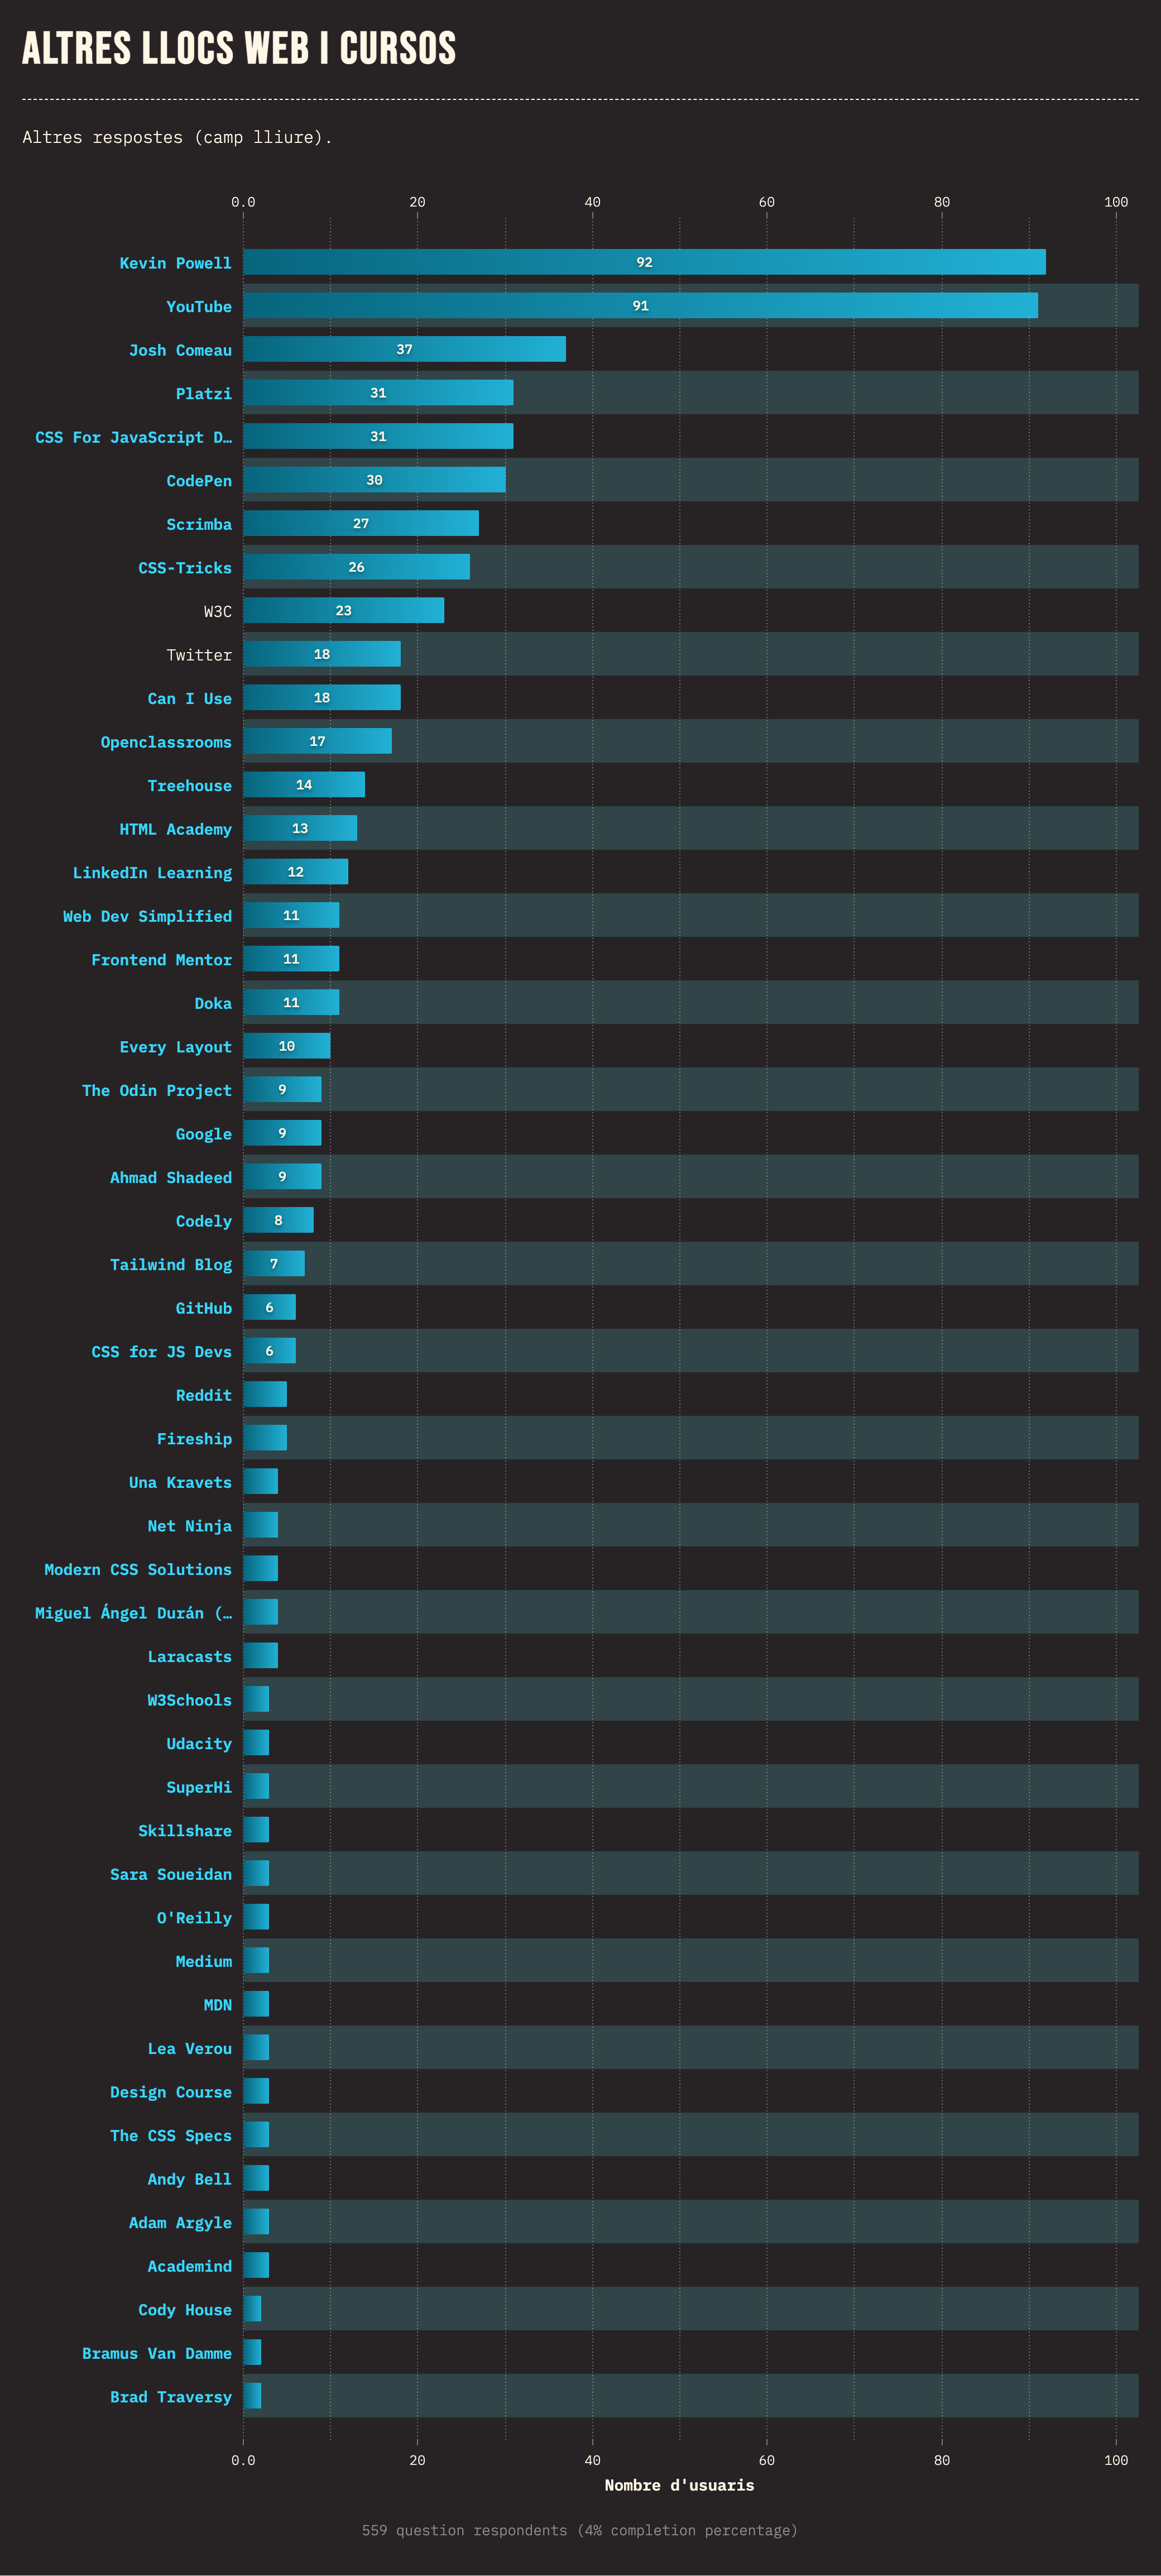 ALTRES LLOCS WEB I CURSOS
Altres respostes (camp lliure).
0.0 20 40 60 80 100
Kevin Powell 92
YouTube 91
Josh Comeau 37
Platzi 31
CSS For JavaScript D… 31
CodePen 30
Scrimba 27
CSS-Tricks 26
W3C 23
Twitter 18
Can I Use 18
Openclassrooms 17
Treehouse 14
HTML Academy 13
LinkedIn Learning 12
Web Dev Simplified 11
Frontend Mentor 11
Doka 11
Every Layout 10
The Odin Project 9
Google 9
Ahmad Shadeed 9
Codely 8
Tailwind Blog 7
GitHub 6
CSS for JS Devs 6
Reddit
Fireship
Una Kravets
Net Ninja
Modern CSS Solutions
Miguel Ángel Durán (…
Laracasts
W3Schools
Udacity
SuperHi
Skillshare
Sara Soueidan
O'Reilly
Medium
MDN
Lea Verou
Design Course
The CSS Specs
Andy Bell
Adam Argyle
Academind
Cody House
Bramus Van Damme
Brad Traversy
0.0 20 40 60 80 100
Nombre d'usuaris
559 question respondents (4% completion percentage)